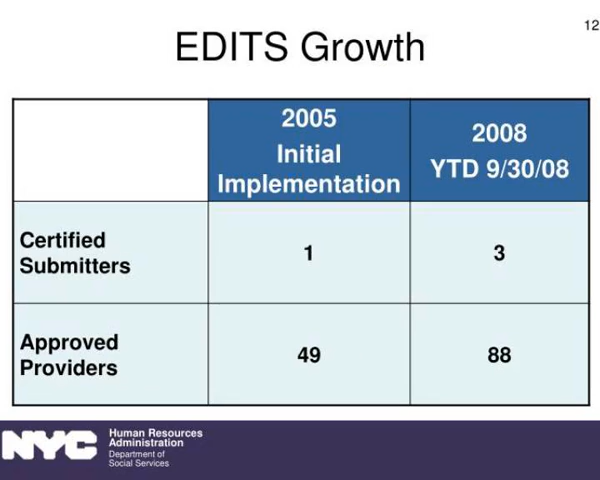 12
EDITS Growth
2005
Initial
Implementation
2008
YTD 9/30/08
Certified
Submitters
1
3
Approved
Providers
49
88
NYC
Human Resources
Administration
Department of
Social Services